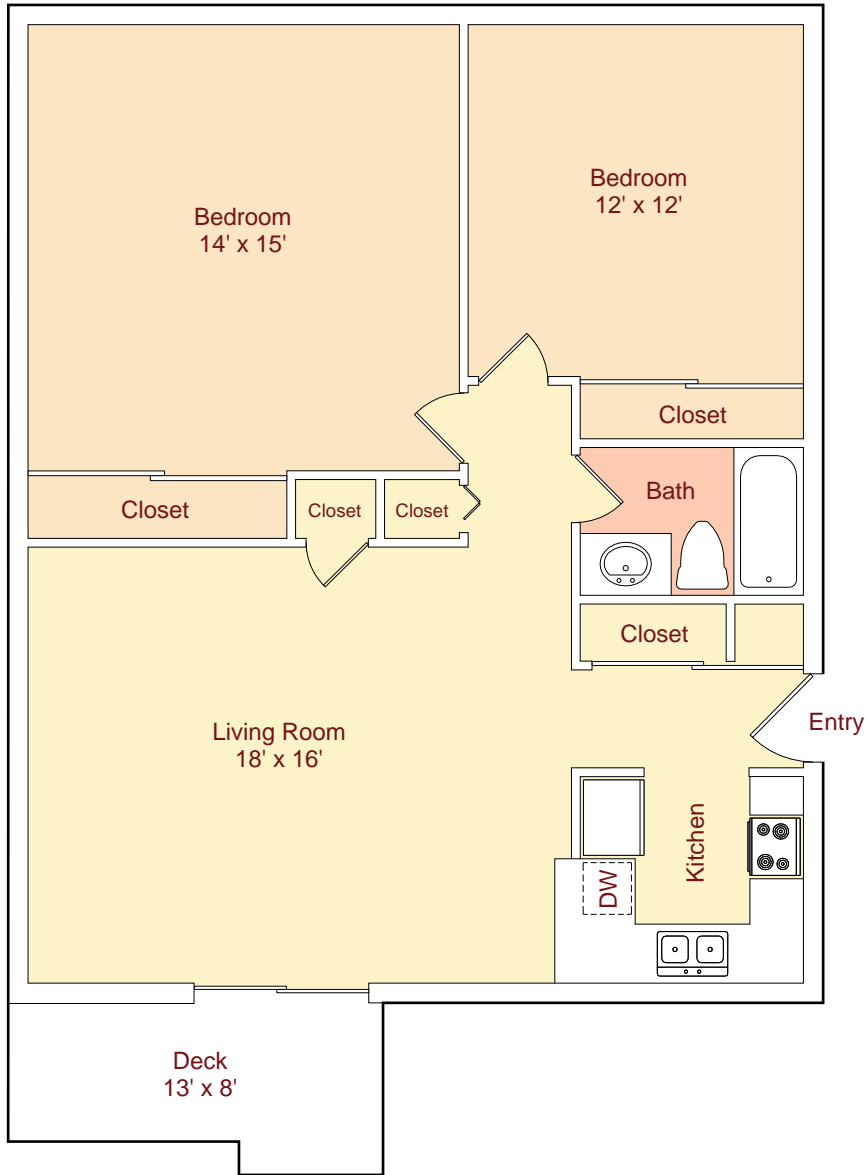 Bedroom
12' x 12'
Bedroom
14' x 15'
Closet
Closet
Closet
Closet
Bath
Closet
Living Room
18' x 16'
Entry
Kitchen
DW
Deck
13' x 8'